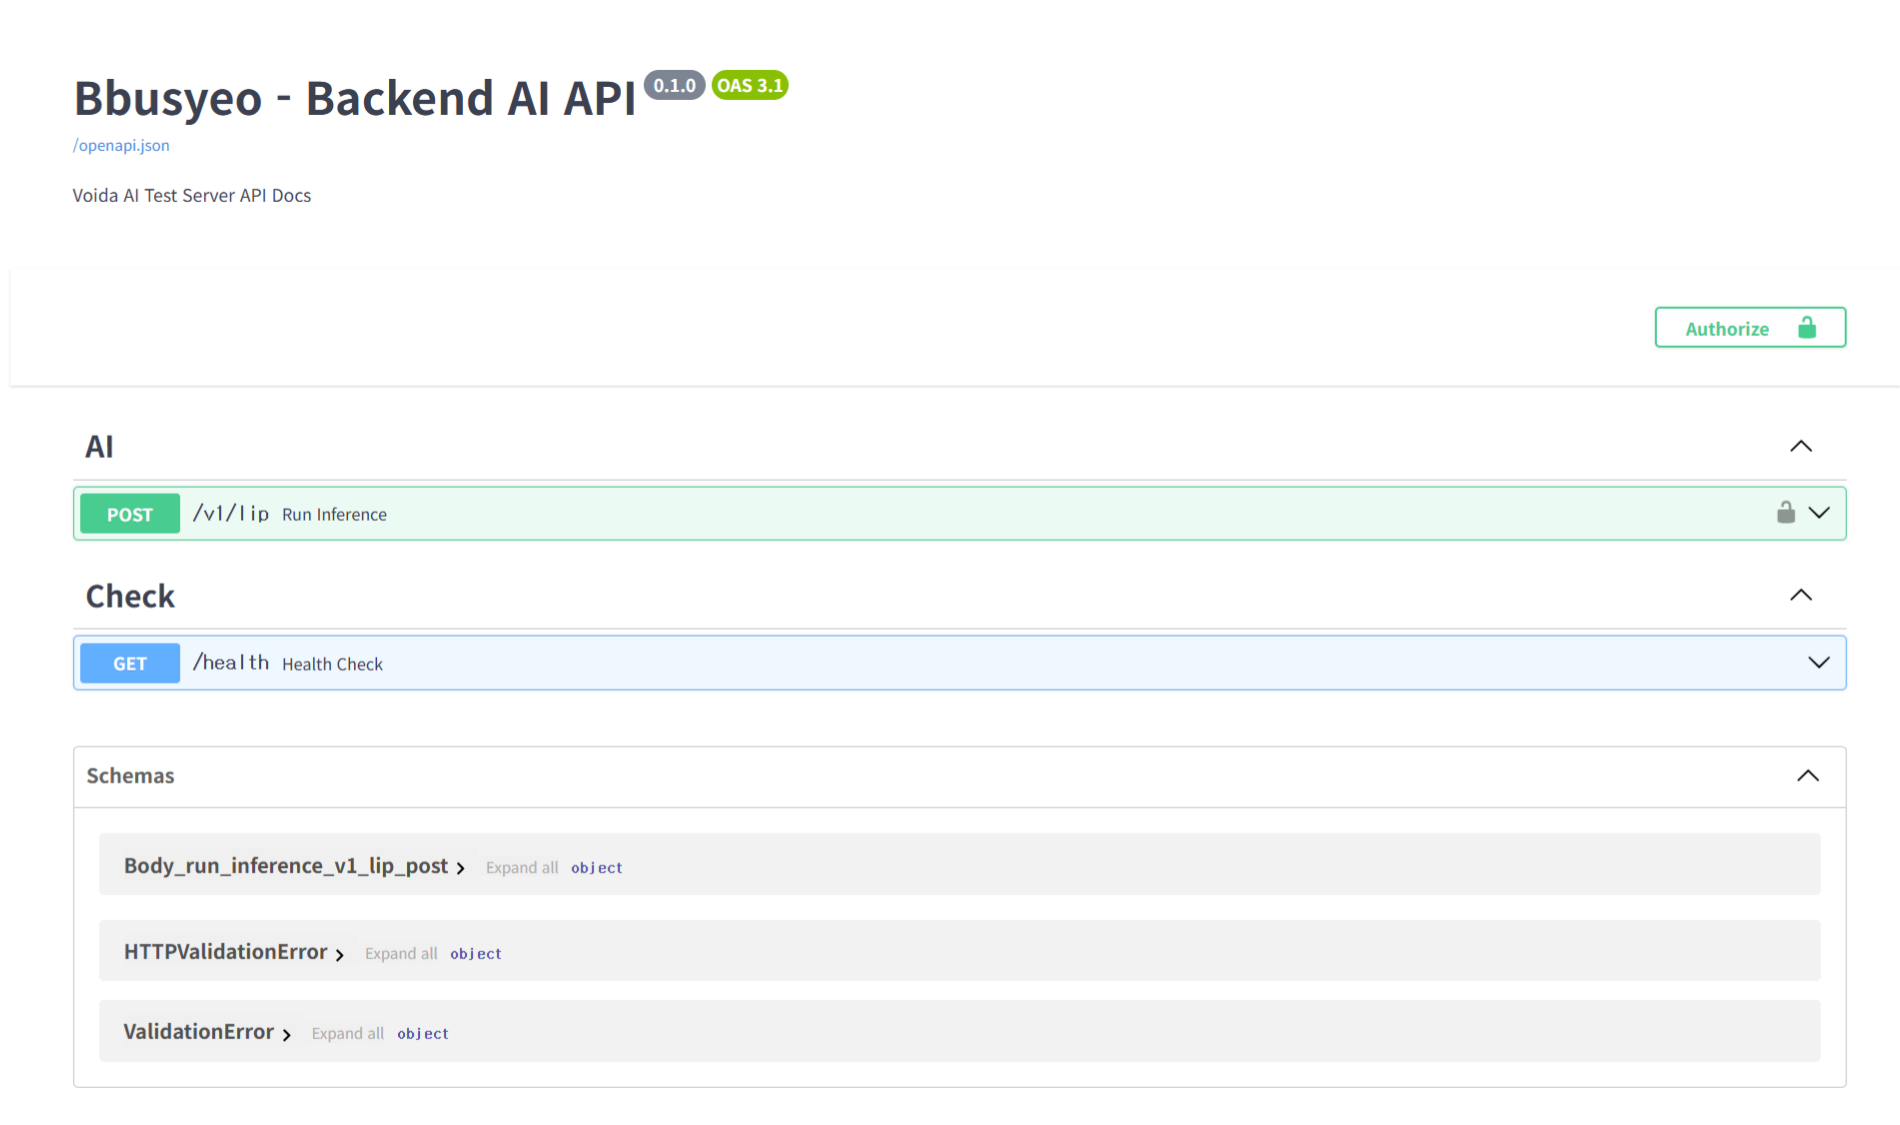 Bbusyeo - Backend AI API 0.1.0 OAS 3.1
/openapi.json
Voida AI Test Server API Docs
Authorize
AI
POST /v1/lip Run Inference
Check
GET /health Health Check
Schemas
Body_run_inference_v1_lip_post Expand all object
HTTPValidationError Expand all object
ValidationError Expand all object